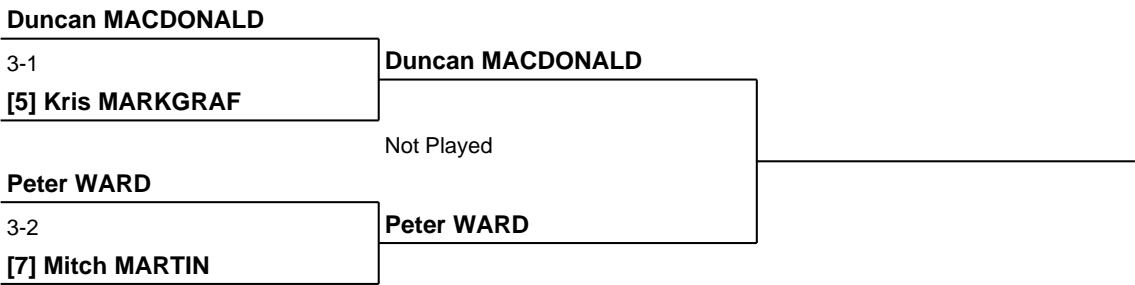 Duncan MACDONALD
3-1
Duncan MACDONALD
[5] Kris MARKGRAF
Not Played
Peter WARD
3-2
Peter WARD
[7] Mitch MARTIN